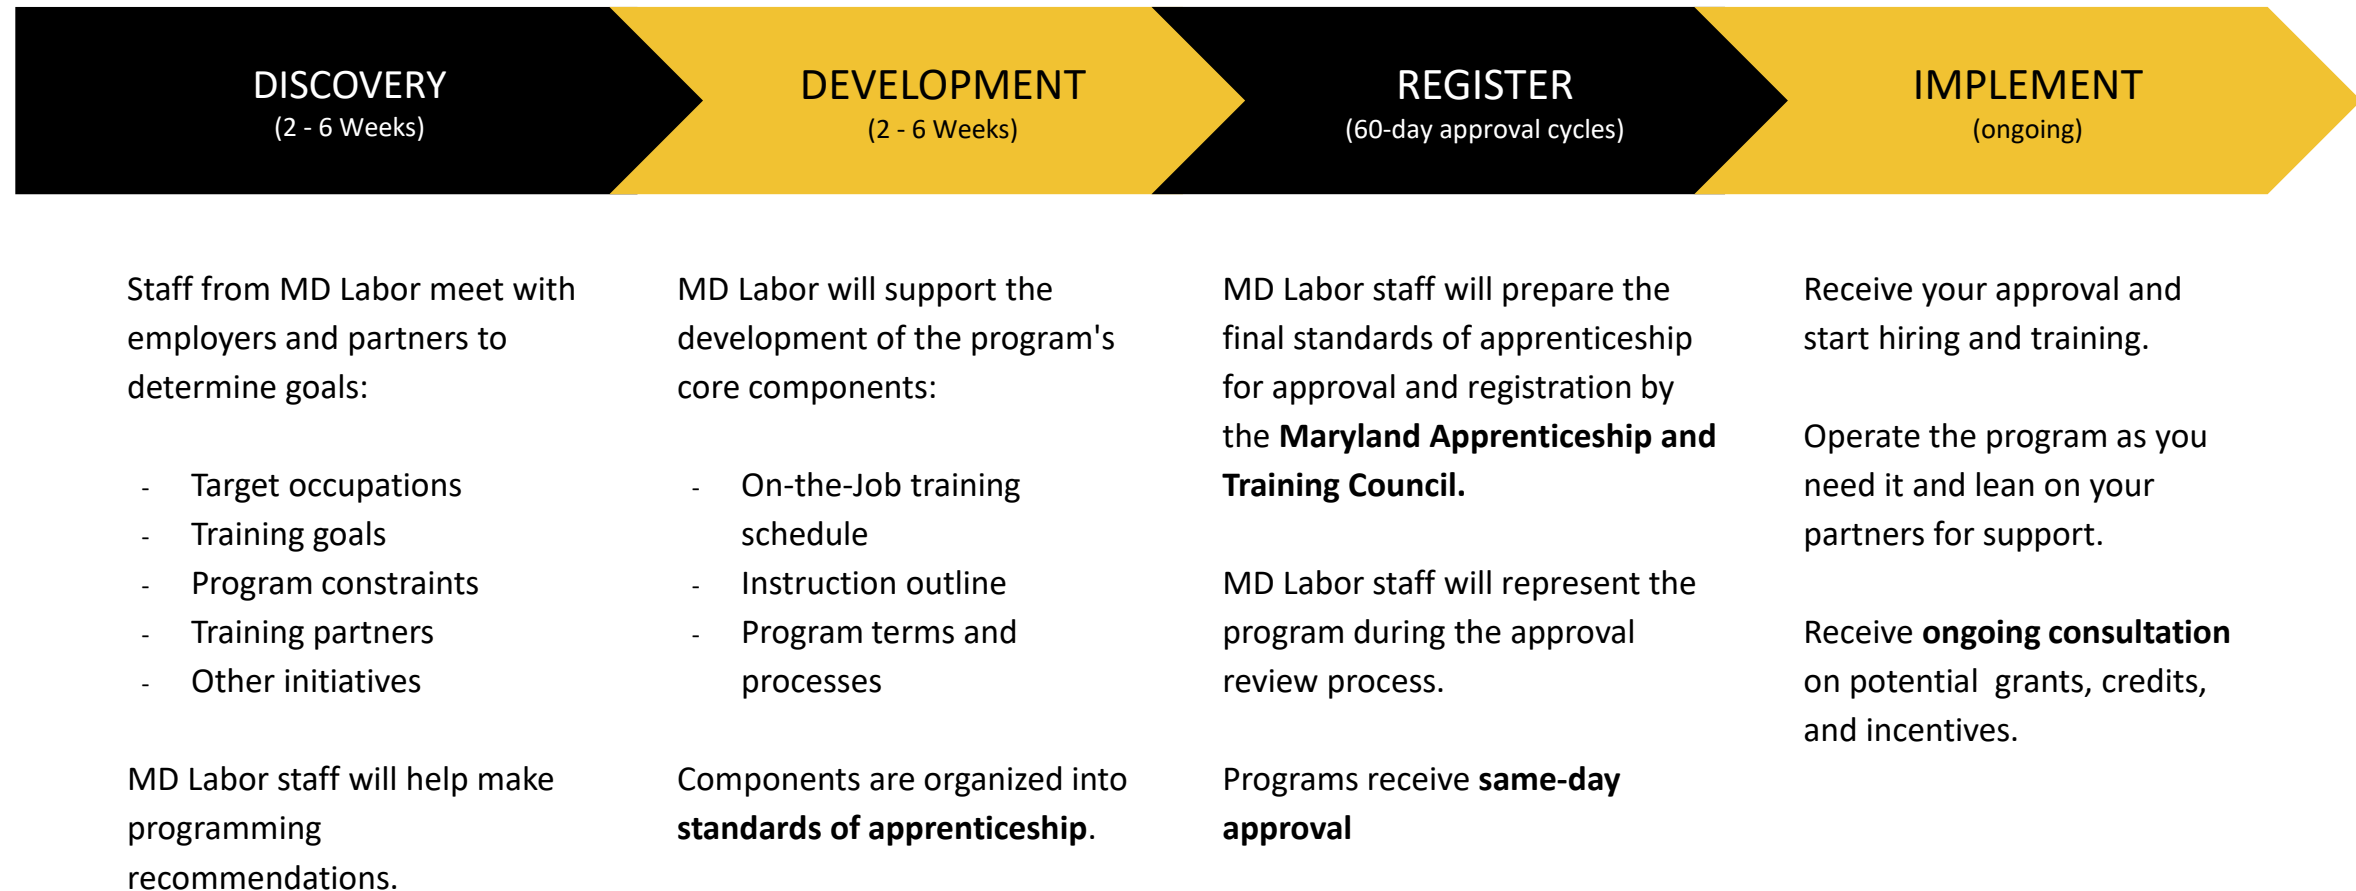 DISCOVERY
(2 - 6 Weeks)
DEVELOPMENT
(2 - 6 Weeks)
REGISTER
(60-day approval cycles)
IMPLEMENT
(ongoing)
Staff from MD Labor meet with
employers and partners to
determine goals:
- Target occupations
- Training goals
- Program constraints
- Training partners
- Other initiatives
MD Labor staff will help make
programming
recommendations.
MD Labor will support the
development of the program's
core components:
- On-the-Job training
schedule
- Instruction outline
- Program terms and
processes
Components are organized into
standards of apprenticeship.
MD Labor staff will prepare the
final standards of apprenticeship
for approval and registration by
the Maryland Apprenticeship and
Training Council.
MD Labor staff will represent the
program during the approval
review process.
Programs receive same-day
approval
Receive your approval and
start hiring and training.
Operate the program as you
need it and lean on your
partners for support.
Receive ongoing consultation
on potential  grants, credits,
and incentives.